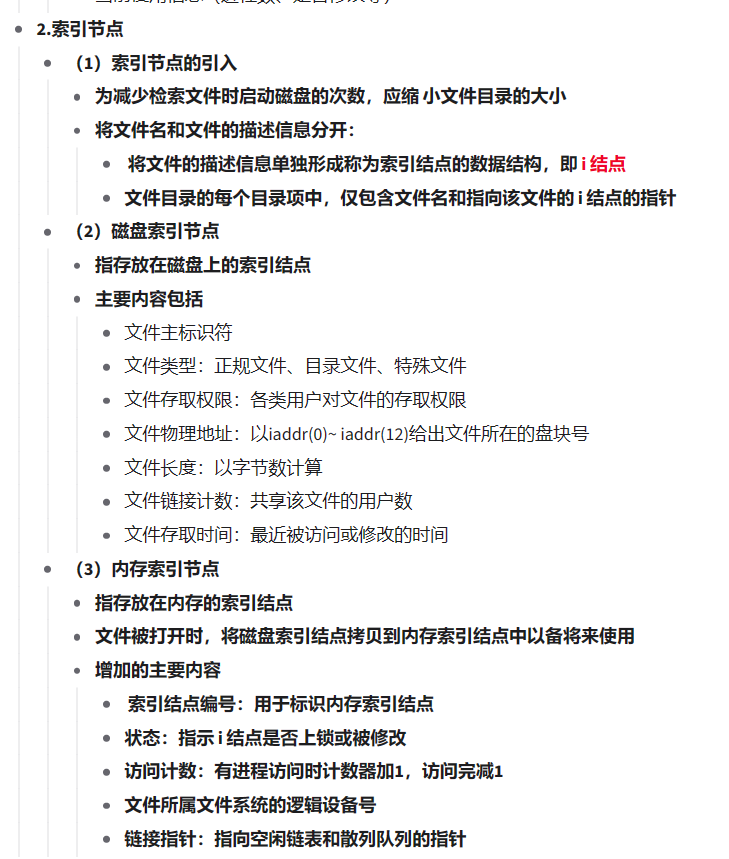 2.索引节点
（1）索引节点的引入
为减少检索文件时启动磁盘的次数，应缩 小文件目录的大小
将文件名和文件的描述信息分开：
将文件的描述信息单独形成称为索引结点的数据结构，即 i 结点
文件目录的每个目录项中，仅包含文件名和指向该文件的 i 结点的指针
（2）磁盘索引节点
指存放在磁盘上的索引结点
主要内容包括
文件主标识符
文件类型：正规文件、目录文件、特殊文件
文件存取权限：各类用户对文件的存取权限
文件物理地址：以iaddr(0)~ iaddr(12)给出文件所在的盘块号
文件长度：以字节数计算
文件链接计数：共享该文件的用户数
文件存取时间：最近被访问或修改的时间
（3）内存索引节点
指存放在内存的索引结点
文件被打开时，将磁盘索引结点拷贝到内存索引结点中以备将来使用
增加的主要内容
索引结点编号：用于标识内存索引结点
状态：指示 i 结点是否上锁或被修改
访问计数：有进程访问时计数器加1，访问完减1
文件所属文件系统的逻辑设备号
链接指针：指向空闲链表和散列队列的指针